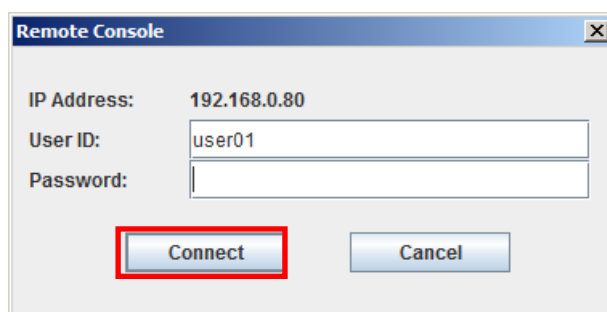 Remote Console
IP Address: 192.168.0.80
User ID: user01
Password:
Connect Cancel